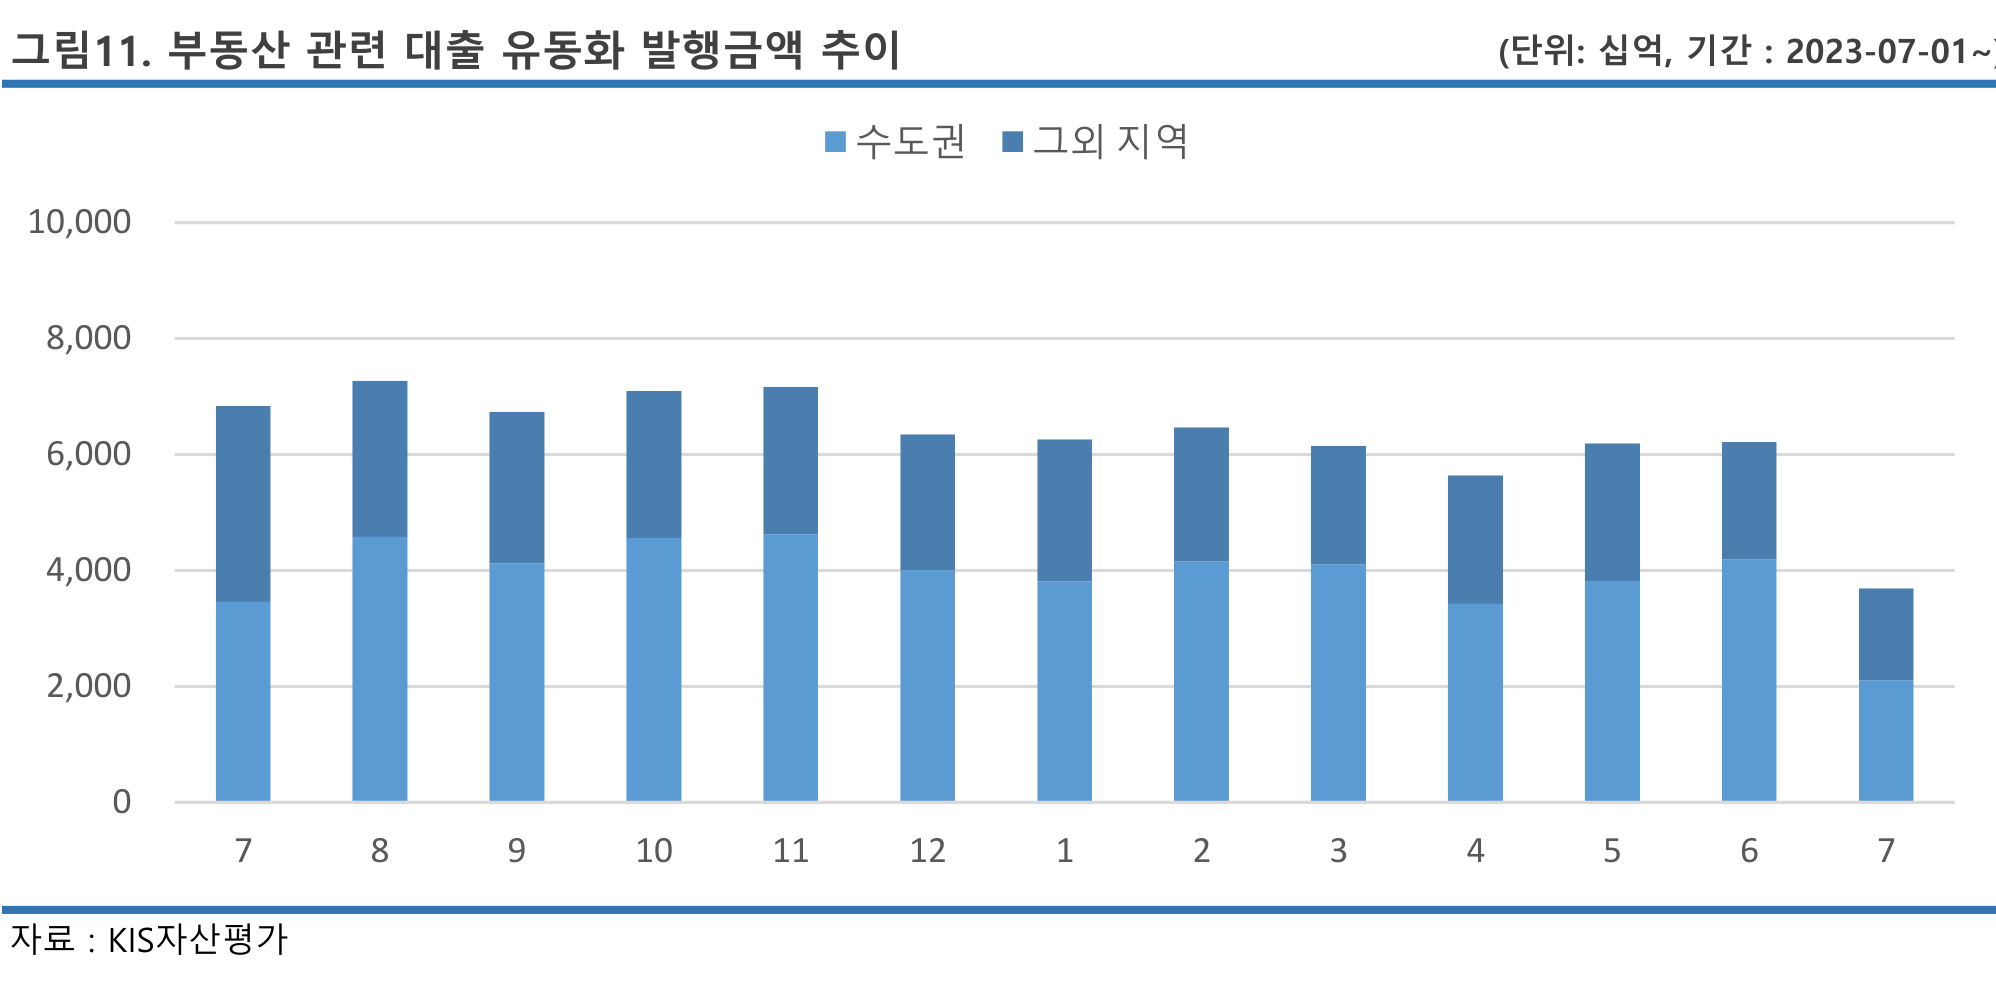 그림11. 부동산 관련 대출 유동화 발행금액 추이
(단위: 십억, 기간 : 2023-07-01~)
수도권 그외 지역
10,000
8,000
6,000
4,000
2,000
0
7 8 9 10 11 12 1 2 3 4 5 6 7
자료 : KIS자산평가